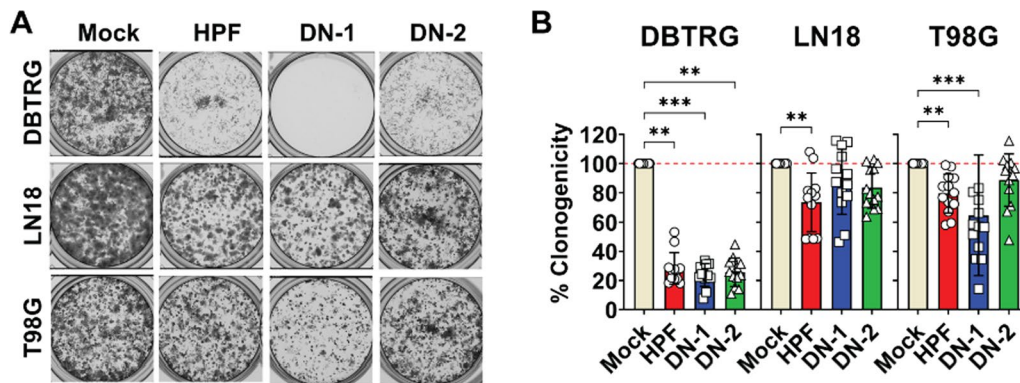 A
Mock HPF DN-1 DN-2
DBTRG
LN18
T98G
B
DBTRG LN18 T98G
**
***
**
**
***
**
% Clonogenicity
120
100
80
60
40
20
0
Mock HPF DN-1 DN-2 Mock HPF DN-1 DN-2 Mock HPF DN-1 DN-2